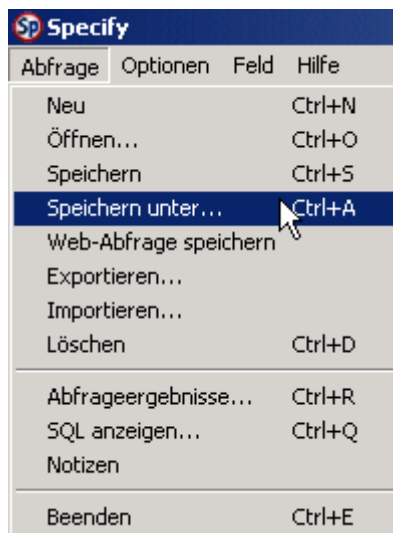 Sp Specify
Abfrage Optionen Feld Hilfe
Neu Ctrl+N
Öffnen... Ctrl+O
Speichern Ctrl+S
Speichern unter... Ctrl+A
Web-Abfrage speichern
Exportieren...
Importieren...
Löschen Ctrl+D
Abfrageergebnisse... Ctrl+R
SQL anzeigen... Ctrl+Q
Notizen
Beenden Ctrl+E